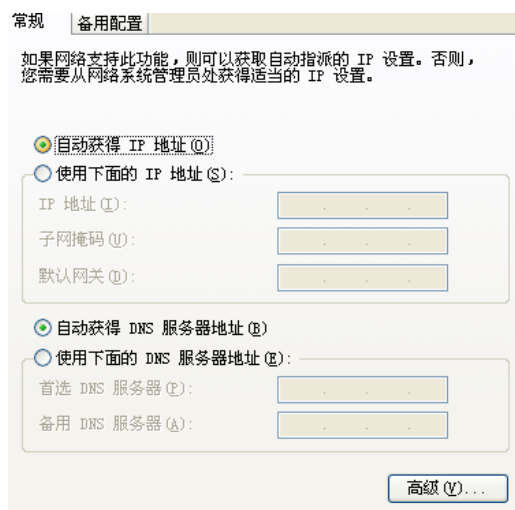 常规
备用配置
如果网络支持此功能，则可以获取自动指派的 IP 设置。否则，
您需要从网络系统管理员处获得适当的 IP 设置。
自动获得 IP 地址(O)
使用下面的 IP 地址(S):
IP 地址(I):
子网掩码(U):
默认网关(D):
自动获得 DNS 服务器地址(B)
使用下面的 DNS 服务器地址(E):
首选 DNS 服务器(P):
备用 DNS 服务器(A):
高级(V)...